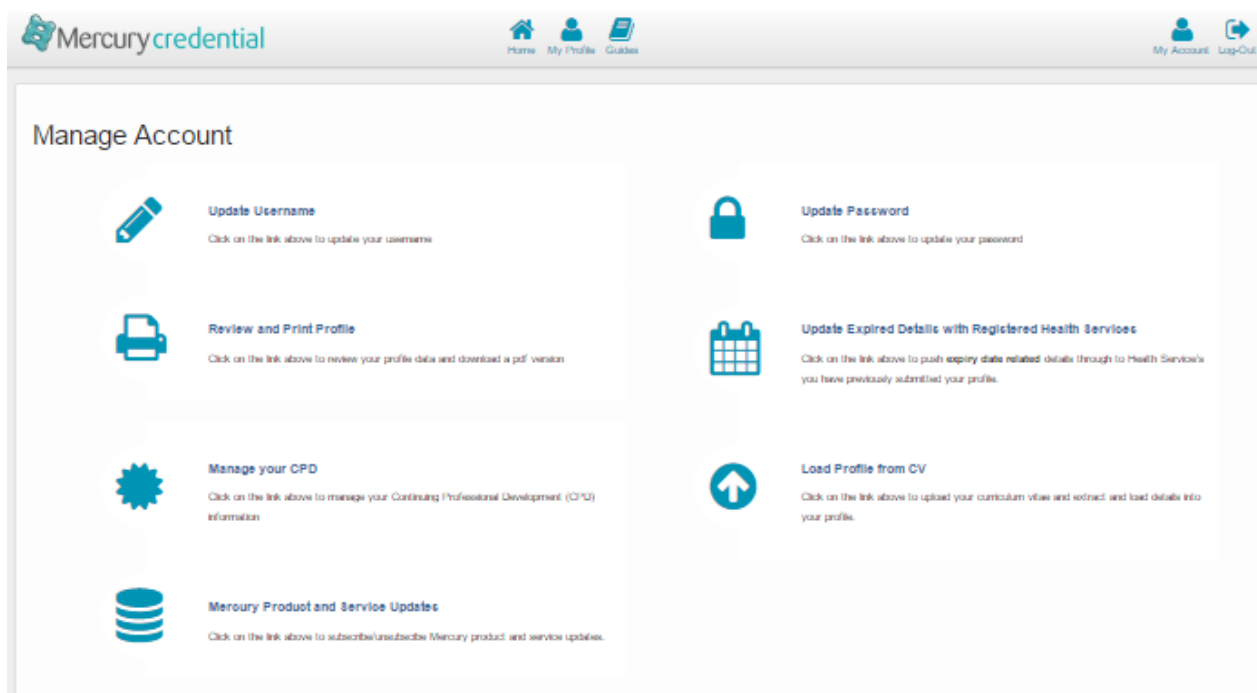 Mercury credential
Home My Profile Guides
My Account Log-Out
Manage Account
Update Username
Click on the link above to update your username
Update Password
Click on the link above to update your password
Review and Print Profile
Click on the link above to review your profile data and download a pdf version
Update Expired Details with Registered Health Services
Click on the link above to push expiry date related details through to Health Service's
you have previously submitted your profile.
Manage your CPD
Click on the link above to manage your Continuing Professional Development (CPD)
information
Load Profile from CV
Click on the link above to upload your curriculum vitae and extract and load details into
your profile.
Mercury Product and Service Updates
Click on the link above to subscribe/unsubscribe Mercury product and service updates.